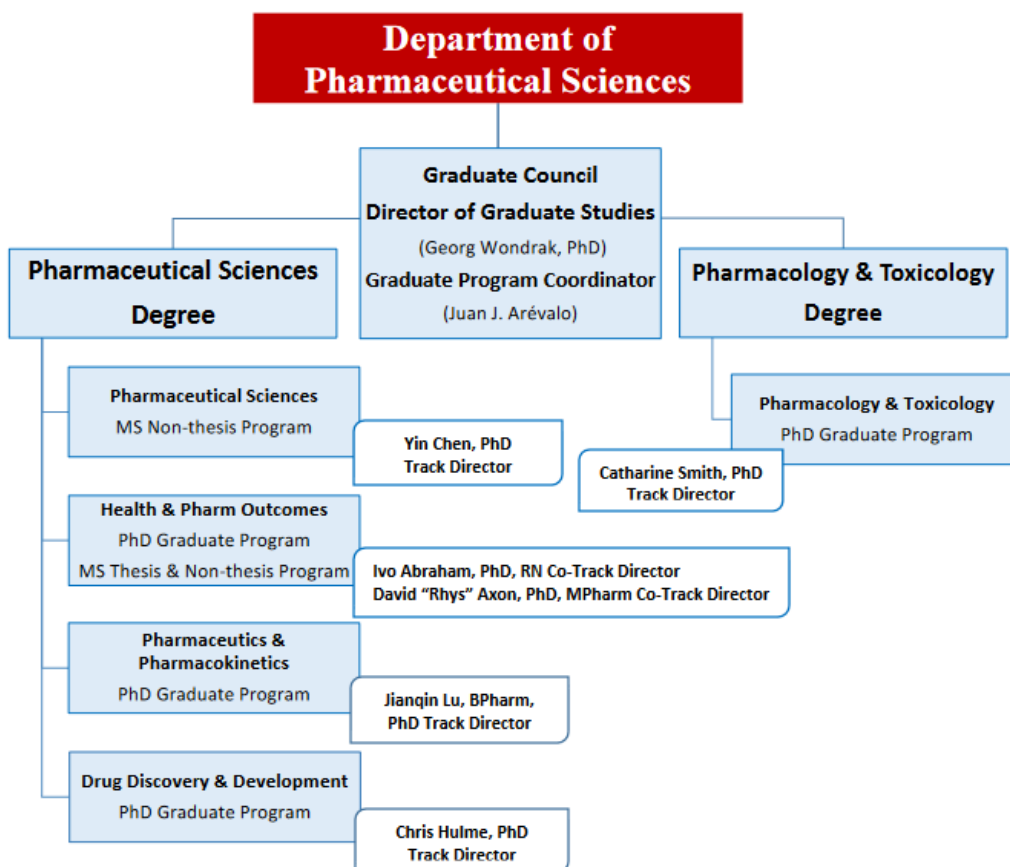 Department of
Pharmaceutical Sciences
Graduate Council
Director of Graduate Studies
(Georg Wondrak, PhD)
Graduate Program Coordinator
(Juan J. Arévalo)
Pharmaceutical Sciences
Degree
Pharmaceutical Sciences
MS Non-thesis Program
Yin Chen, PhD
Track Director
Health & Pharm Outcomes
PhD Graduate Program
MS Thesis & Non-thesis Program
Ivo Abraham, PhD, RN Co-Track Director
David “Rhys” Axon, PhD, MPharm Co-Track Director
Pharmaceutics &
Pharmacokinetics
PhD Graduate Program
Jianqin Lu, BPharm,
PhD Track Director
Drug Discovery & Development
PhD Graduate Program
Chris Hulme, PhD
Track Director
Pharmacology & Toxicology
Degree
Pharmacology & Toxicology
PhD Graduate Program
Catharine Smith, PhD
Track Director